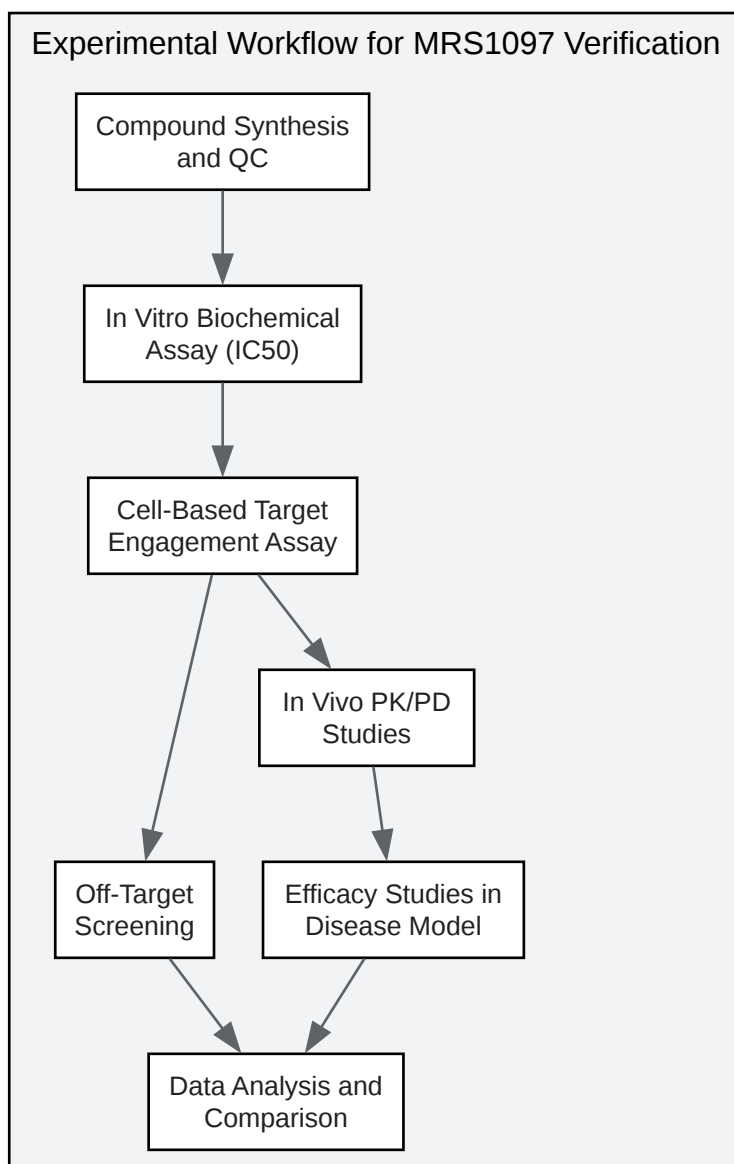 Experimental Workflow for MRS1097 Verification
Compound Synthesis
and QC
In Vitro Biochemical
Assay (IC50)
Cell-Based Target
Engagement Assay
In Vivo PK/PD
Studies
Off-Target
Screening
Efficacy Studies in
Disease Model
Data Analysis and
Comparison